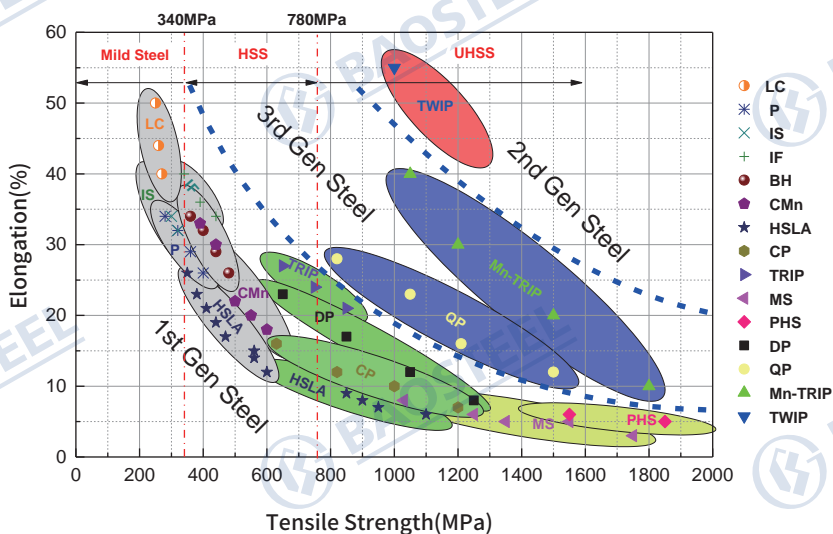 340MPa 780MPa
Mild Steel HSS UHSS
60
50
40
30
20
10
0
0 200 400 600 800 1000 1200 1400 1600 1800 2000
Elongation(%)
Tensile Strength(MPa)
LC
IS
IF
P
CMn
HSLA
TRIP
DP
CP
HSLA
QP
Mn-TRIP
TWIP
MS
PHS
1st Gen Steel
3rd Gen Steel
2nd Gen Steel
LC
P
IS
IF
BH
CMn
HSLA
CP
TRIP
MS
PHS
DP
QP
Mn-TRIP
TWIP
BAOSTEEL
BAOSTEEL
BAOSTEEL
BAOSTEEL